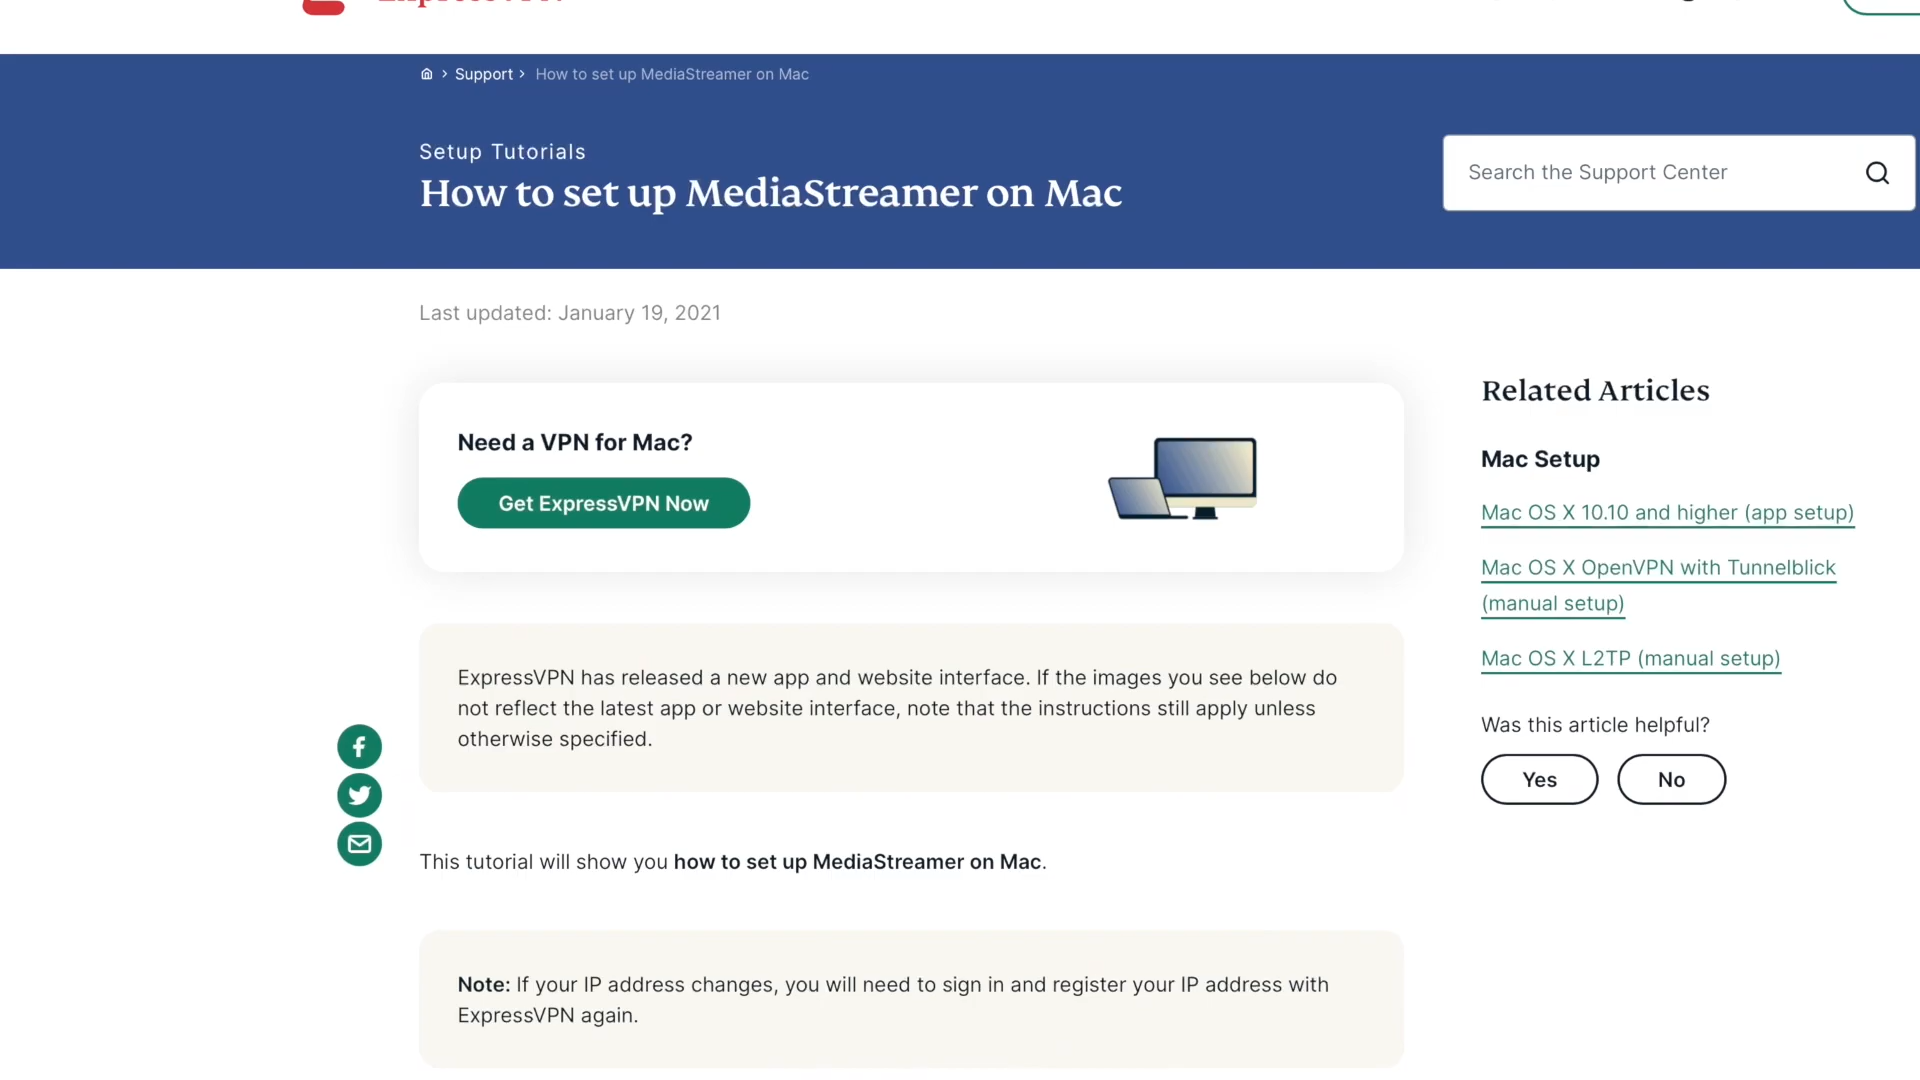 Support
How to set up MediaStreamer on Mac
Setup Tutorials
How to set up MediaStreamer on Mac
Search the Support Center
Last updated: January 19, 2021
Need a VPN for Mac?
Get ExpressVPN Now
ExpressVPN has released a new app and website interface. If the images you see below do
not reflect the latest app or website interface, note that the instructions still apply unless
otherwise specified.
This tutorial will show you how to set up MediaStreamer on Mac.
Note: If your IP address changes, you will need to sign in and register your IP address with
ExpressVPN again.
Related Articles
Mac Setup
Mac OS X 10.10 and higher (app setup)
Mac OS X OpenVPN with Tunnelblick
(manual setup)
Mac OS X L2TP (manual setup)
Was this article helpful?
Yes
No